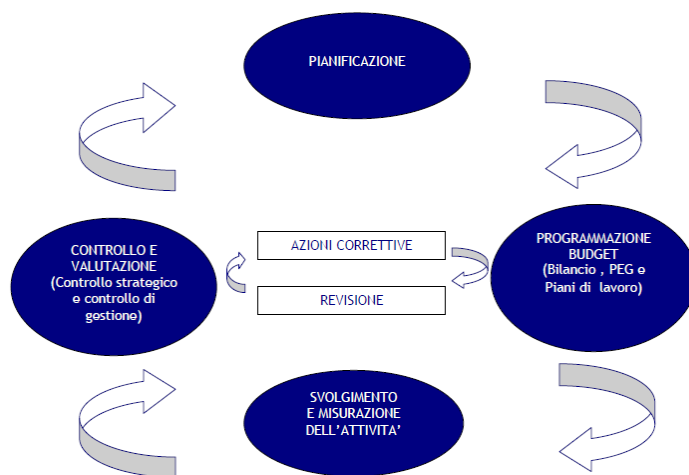 PIANIFICAZIONE
CONTROLLO E
VALUTAZIONE
(Controllo strategico
e controllo di
gestione)
AZIONI CORRETTIVE
REVISIONE
PROGRAMMAZIONE
BUDGET
(Bilancio , PEG e
Piani di lavoro)
SVOLGIMENTO
E MISURAZIONE
DELL'ATTIVITA'